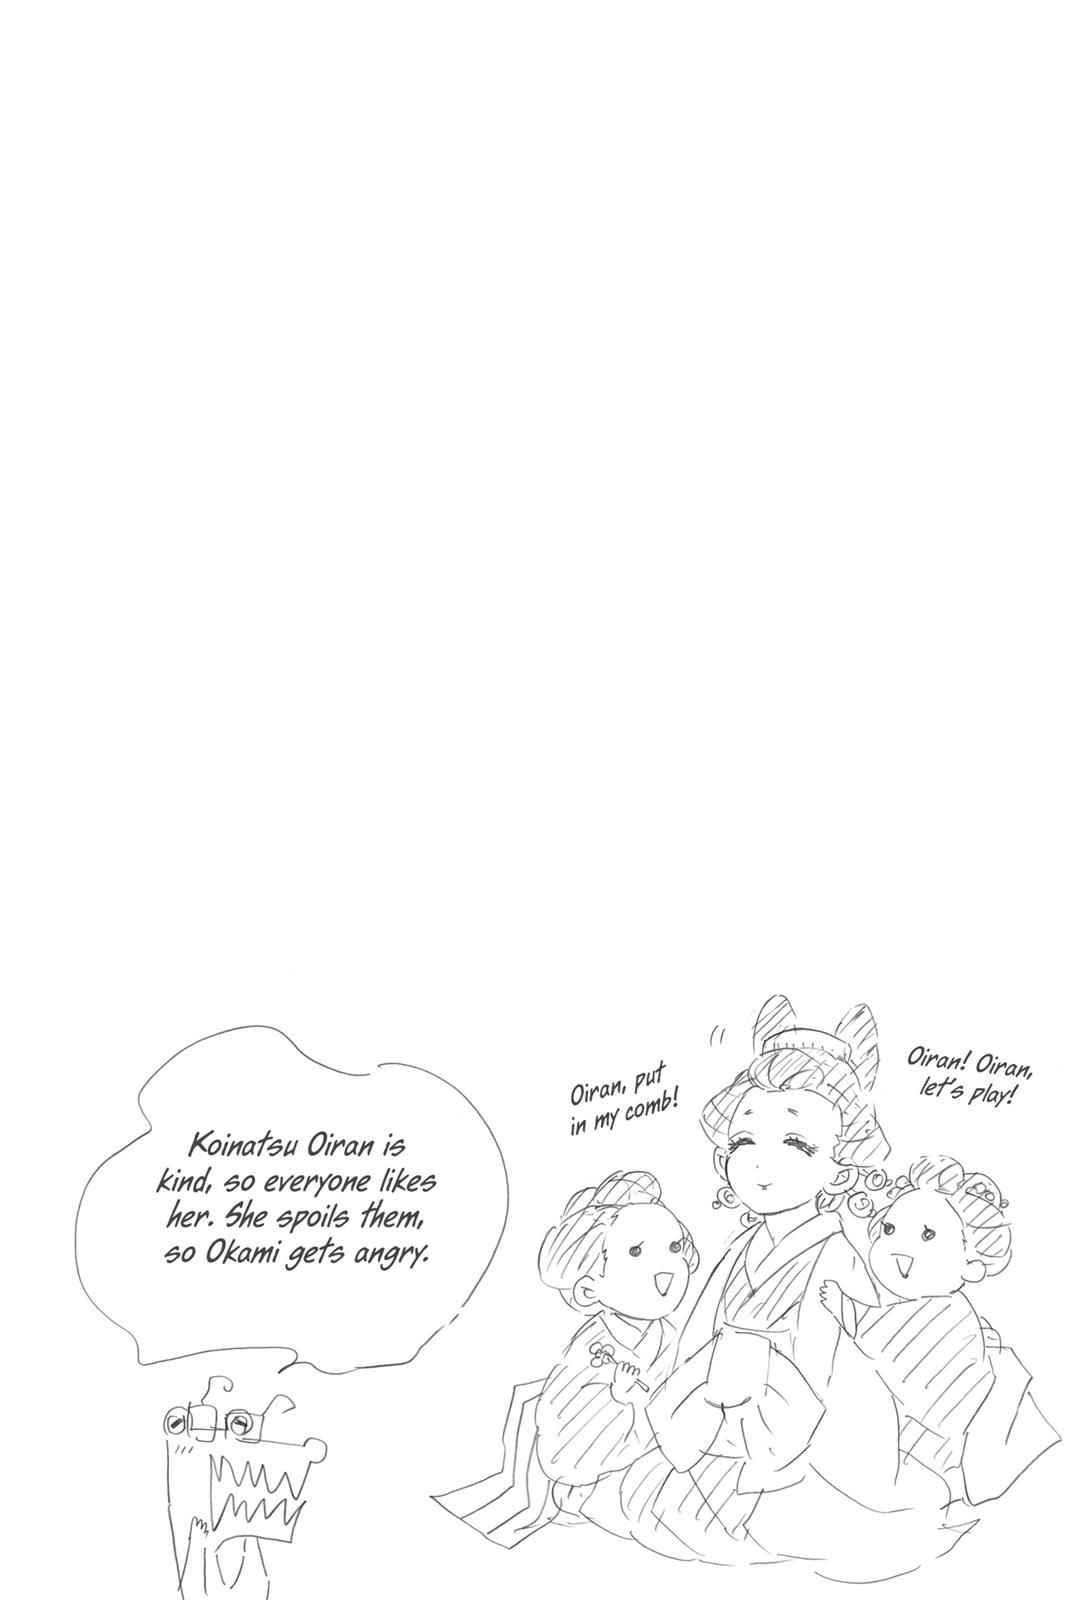 Oiran! Oiran,
let's play!
Oiran, put
in my comb!
Koinatsu Oiran is
kind, so everyone likes
her. She spoils them,
so Okami gets angry.